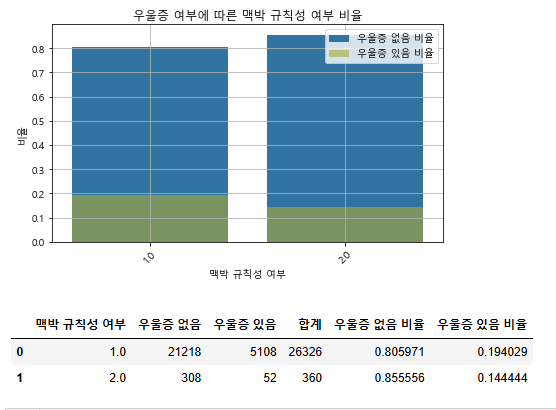 우울증 여부에 따른 맥박 규칙성 여부 비율
우울증 없음 비율
우울증 있음 비율
0.8
0.7
0.6
0.5
0.4
0.3
0.2
0.1
0.0
비율
1.0
2.0
맥박 규칙성 여부
맥박 규칙성 여부 우울증 없음 우울증 있음 합계 우울증 없음 비율 우울증 있음 비율
0 1.0 21218 5108 26326 0.805971 0.194029
1 2.0 308 52 360 0.855556 0.144444